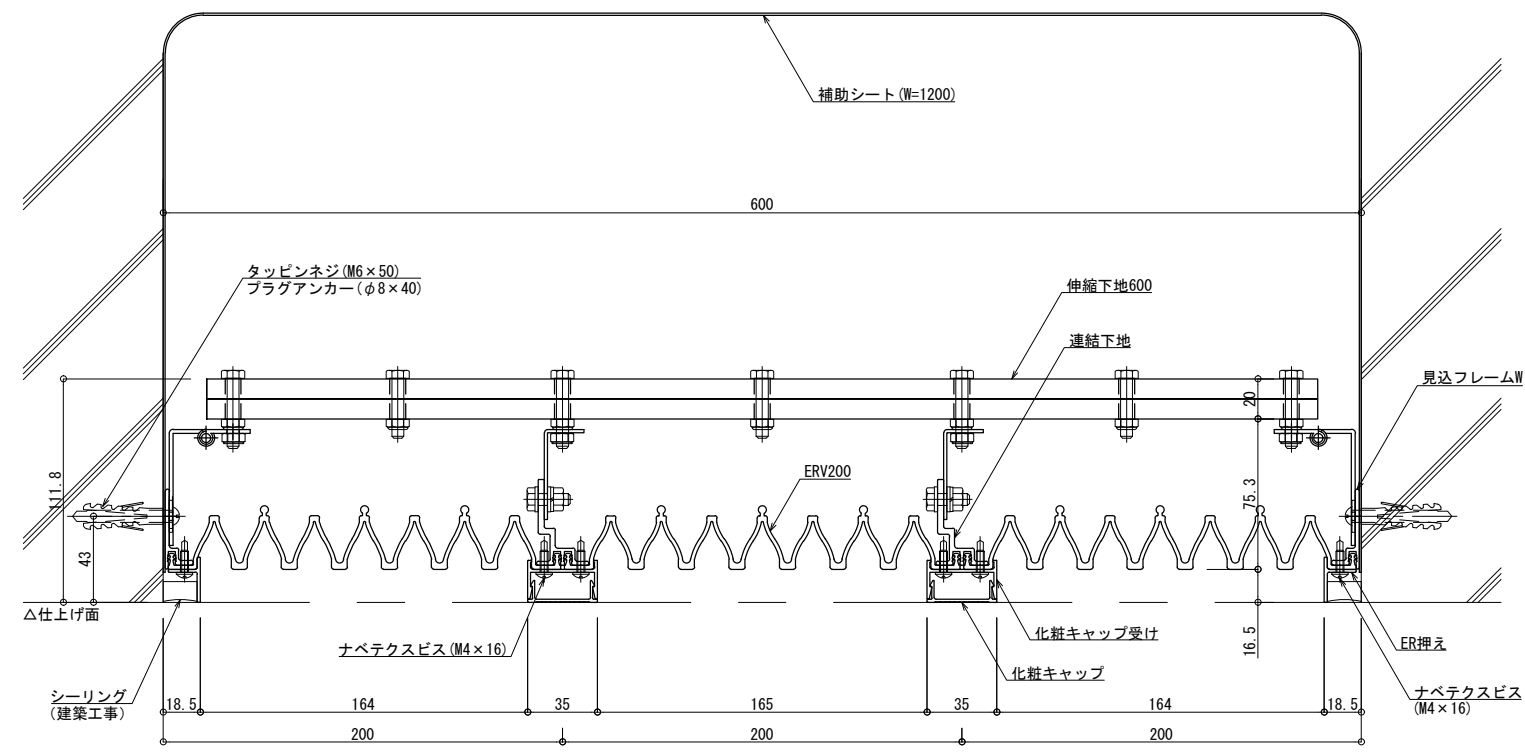 補助シート(W=1200)
600
タッピンネジ(M6×50)
プラグアンカー(φ8×40)
伸縮下地600
連結下地
見込フレームW
20
111.8
ERV200
75.3
43
△仕上げ面
16.5
化粧キャップ受け
ER押え
ナベテクスビス(M4×16)
化粧キャップ
シーリング
(建築工事)
ナベテクスビス
(M4×16)
18.5
164
35
165
35
164
18.5
200
200
200